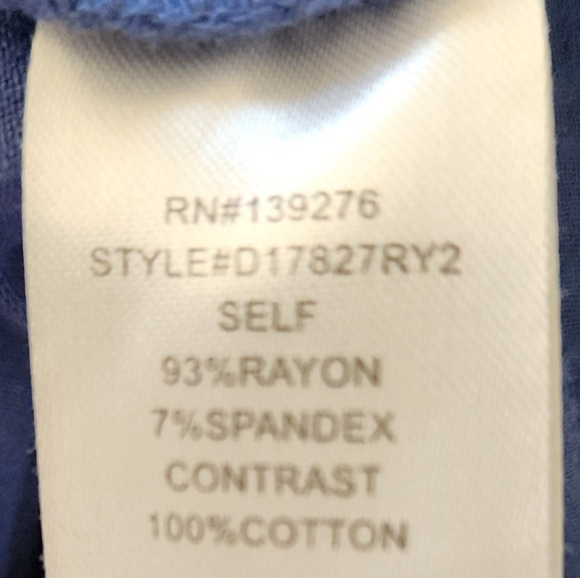 RN#139276
STYLE#D17827RY2
SELF
93%RAYON
7%SPANDEX
CONTRAST
100%COTTON